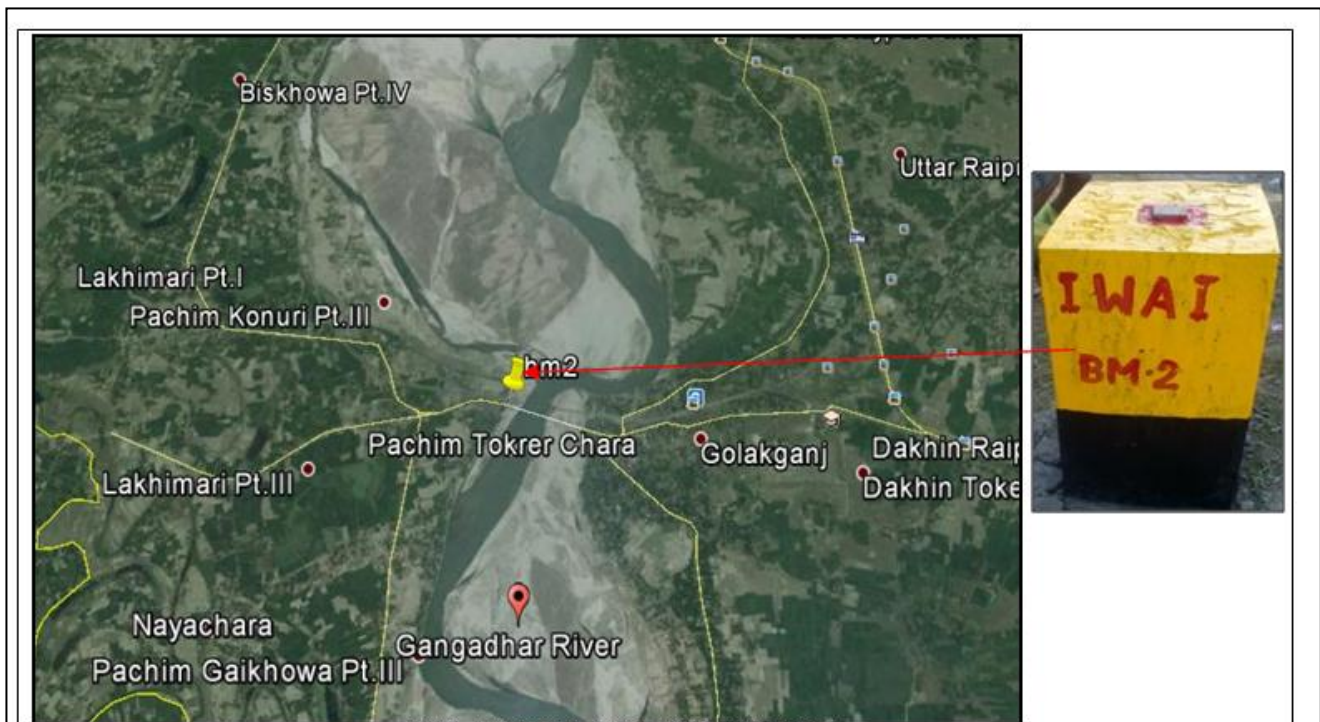 Biskhowa Pt.IV
Uttar Raip
Lakhimari Pt.I
Pachim Konuri Pt.III
bm2
Pachim Tokrer Chara
Golakganj
Dakhin Raip
Lakhimari Pt.III
Dakhin Toke
Nayachara
Gangadhar River
Pachim Gaikhowa Pt.III
IWAI
BM-2